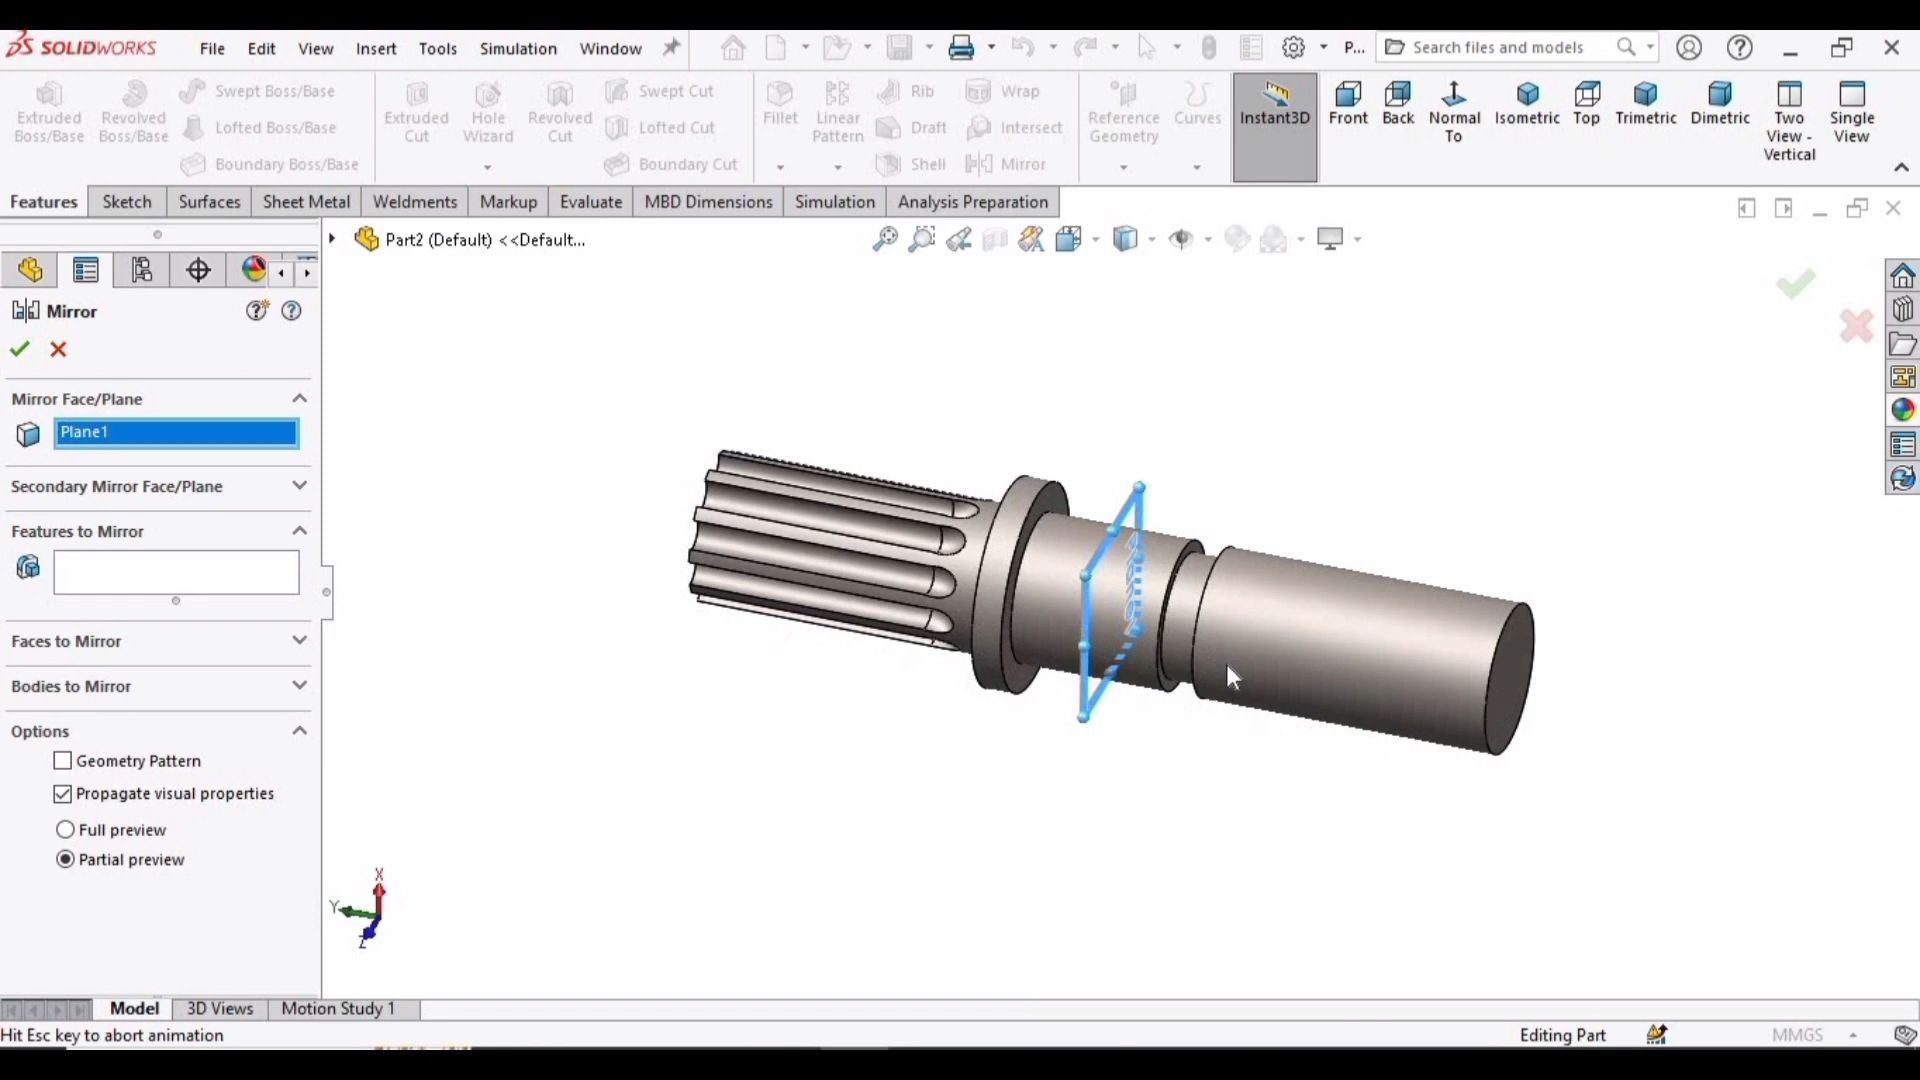 SOLIDWORKS File Edit View Insert Tools Simulation Window P... Search files and models
Extruded Boss/Base
Revolved Boss/Base
Swept Boss/Base
Lofted Boss/Base
Boundary Boss/Base
Extruded Cut
Hole Wizard
Revolved Cut
Swept Cut
Lofted Cut
Boundary Cut
Fillet
Linear Pattern
Rib
Draft
Shell
Wrap
Intersect
Mirror
Reference Geometry
Curves
Instant3D
Front
Back
Normal To
Isometric
Top
Trimetric
Dimetric
Two View - Vertical
Single View
Features Sketch Surfaces Sheet Metal Weldments Markup Evaluate MBD Dimensions Simulation Analysis Preparation
Part2 (Default) <<Default...
Mirror
Mirror Face/Plane
Plane1
Secondary Mirror Face/Plane
Features to Mirror
Faces to Mirror
Bodies to Mirror
Options
Geometry Pattern
Propagate visual properties
Full preview
Partial preview
X
Y
Z
Model 3D Views Motion Study 1
Hit Esc key to abort animation Editing Part MMGS